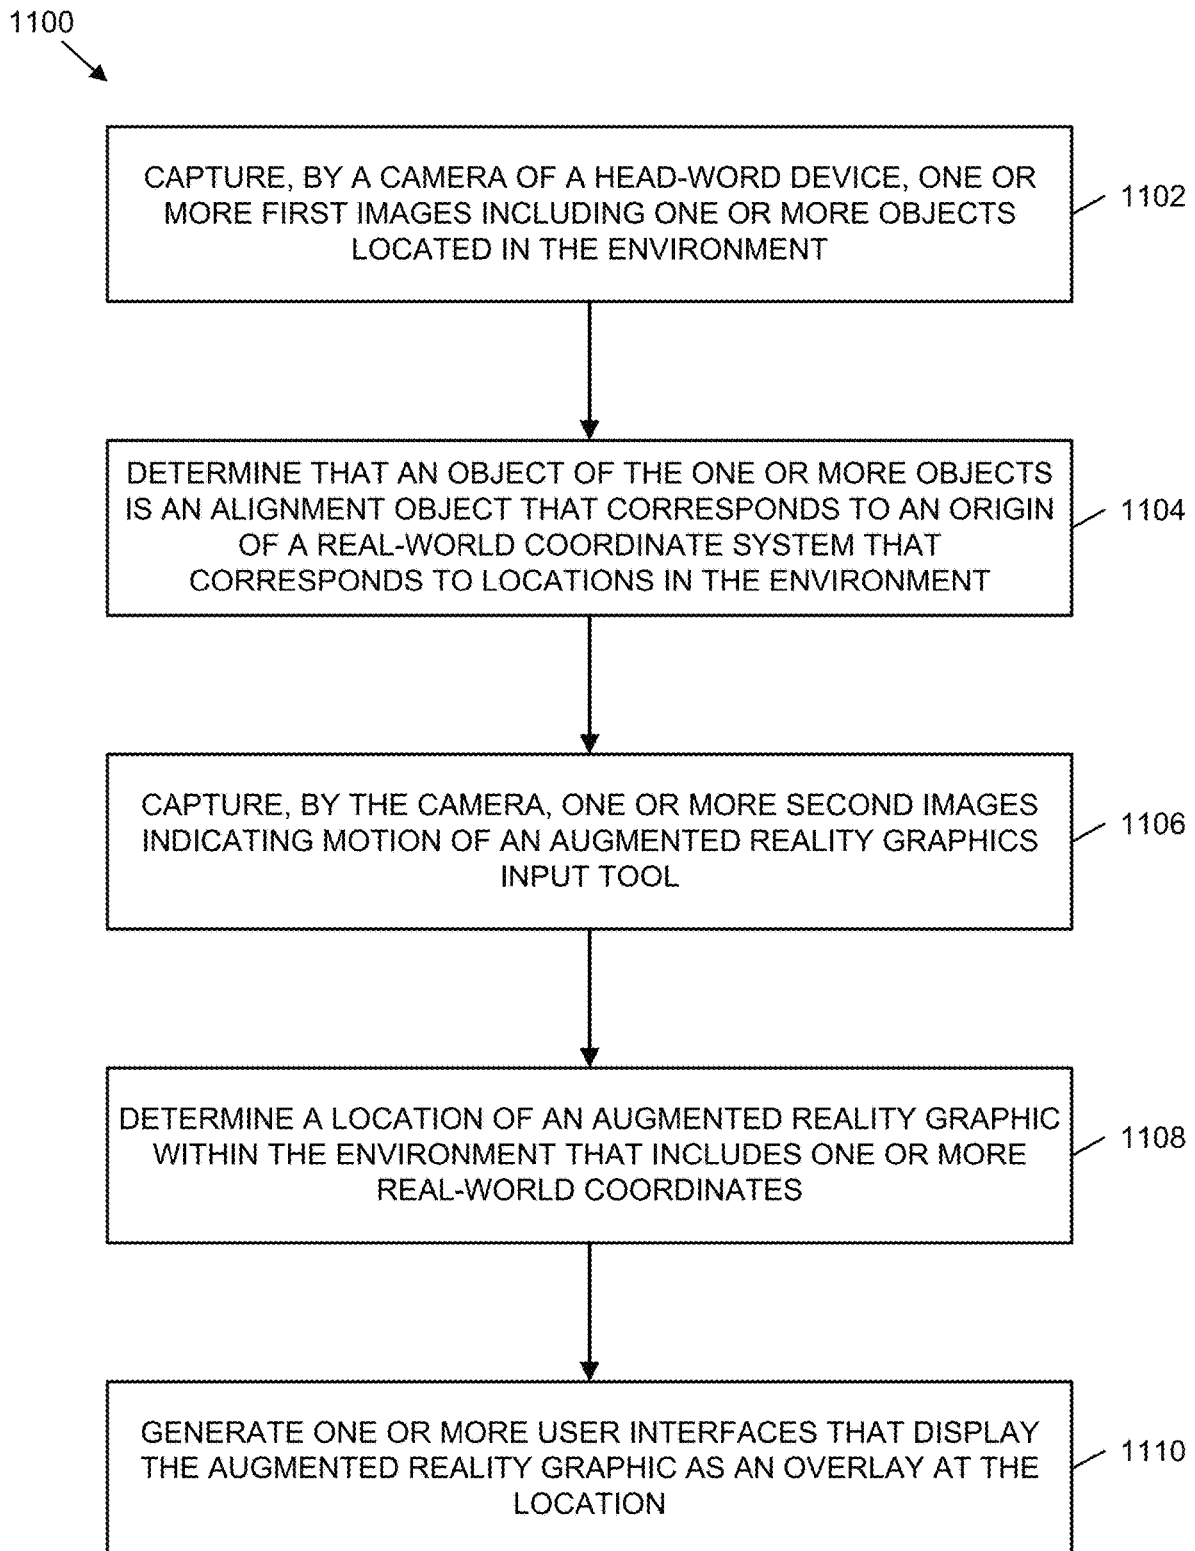 1100
CAPTURE, BY A CAMERA OF A HEAD-WORD DEVICE, ONE OR
MORE FIRST IMAGES INCLUDING ONE OR MORE OBJECTS
LOCATED IN THE ENVIRONMENT
1102
DETERMINE THAT AN OBJECT OF THE ONE OR MORE OBJECTS
IS AN ALIGNMENT OBJECT THAT CORRESPONDS TO AN ORIGIN
OF A REAL-WORLD COORDINATE SYSTEM THAT
CORRESPONDS TO LOCATIONS IN THE ENVIRONMENT
1104
CAPTURE, BY THE CAMERA, ONE OR MORE SECOND IMAGES
INDICATING MOTION OF AN AUGMENTED REALITY GRAPHICS
INPUT TOOL
1106
DETERMINE A LOCATION OF AN AUGMENTED REALITY GRAPHIC
WITHIN THE ENVIRONMENT THAT INCLUDES ONE OR MORE
REAL-WORLD COORDINATES
1108
GENERATE ONE OR MORE USER INTERFACES THAT DISPLAY
THE AUGMENTED REALITY GRAPHIC AS AN OVERLAY AT THE
LOCATION
1110